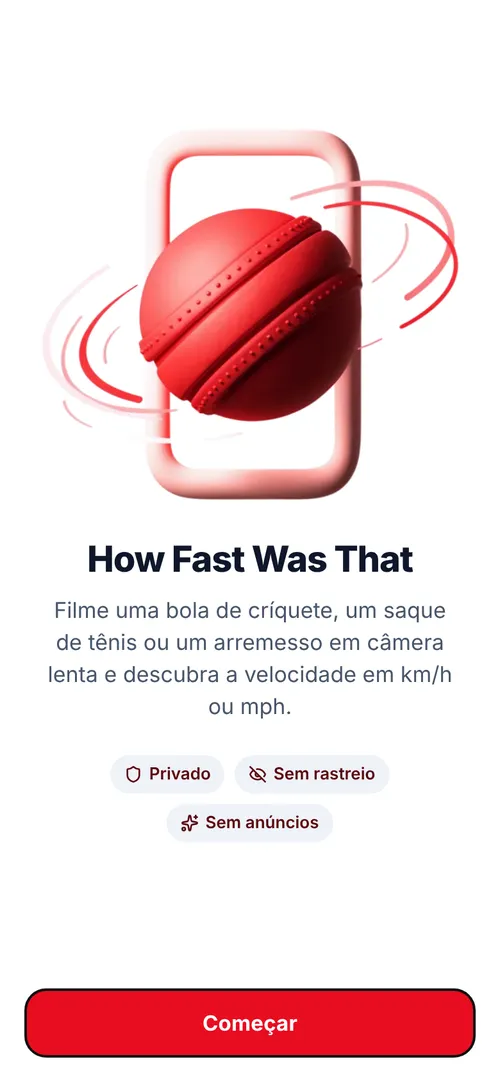 How Fast Was That
Filme uma bola de críquete, um saque
de tênis ou um arremesso em câmera
lenta e descubra a velocidade em km/h
ou mph.
Privado
Sem rastreio
Sem anúncios
Começar